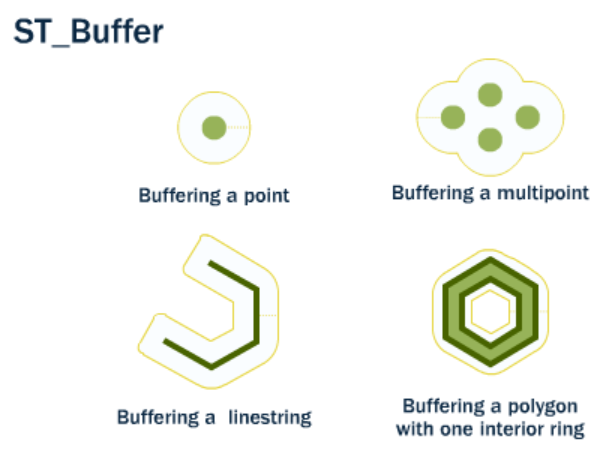 ST_Buffer
Buffering a point
Buffering a multipoint
Buffering a linestring
Buffering a polygon
with one interior ring